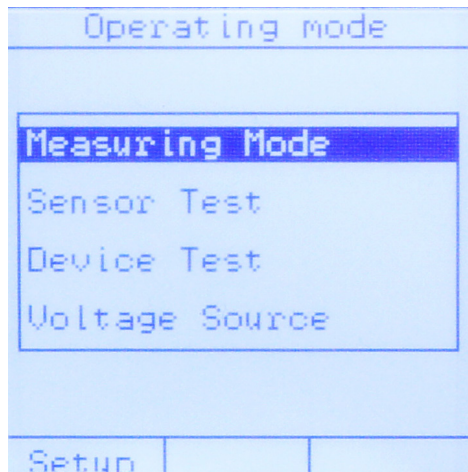 Operating mode
Measuring Mode
Sensor Test
Device Test
Voltage Source
Setup